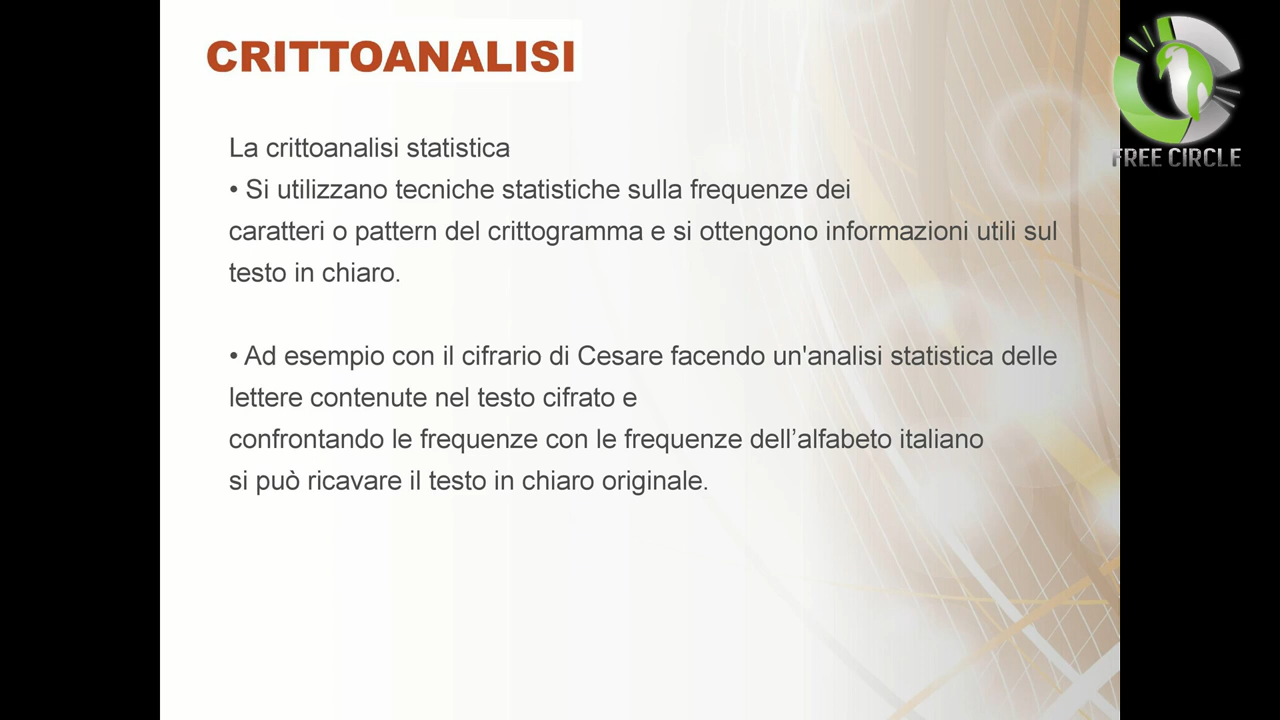 CRITTOANALISI
FREE CIRCLE
La crittoanalisi statistica
• Si utilizzano tecniche statistiche sulla frequenze dei
caratteri o pattern del crittogramma e si ottengono informazioni utili sul
testo in chiaro.
• Ad esempio con il cifrario di Cesare facendo un'analisi statistica delle
lettere contenute nel testo cifrato e
confrontando le frequenze con le frequenze dell’alfabeto italiano
si può ricavare il testo in chiaro originale.